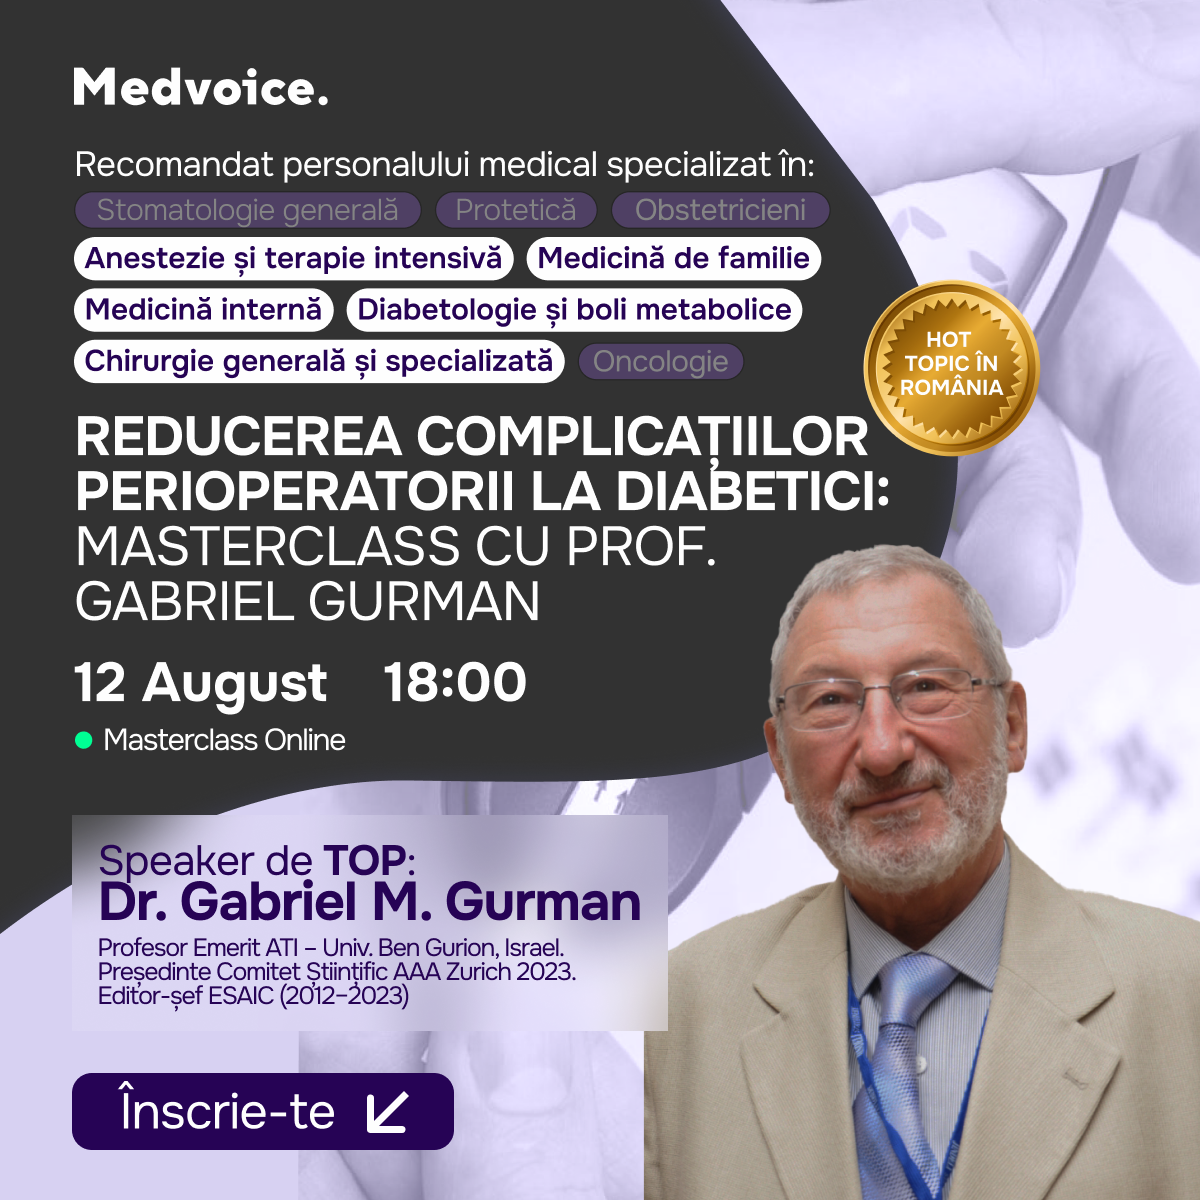 Medvoice.
Recomandat personalului medical specializat în:
Stomatologie generală Protetică Obstetricieni
Anestezie și terapie intensivă Medicină de familie
Medicină internă Diabetologie și boli metabolice
Chirurgie generală și specializată Oncologie
HOT
TOPIC ÎN
ROMÂNIA
REDUCEREA COMPLICAȚIILOR
PERIOPERATORII LA DIABETICI:
MASTERCLASS CU PROF.
GABRIEL GURMAN
12 August 18:00
Masterclass Online
Speaker de TOP:
Dr. Gabriel M. Gurman
Profesor Emerit ATI – Univ. Ben Gurion, Israel.
Președinte Comitet Științific AAA Zurich 2023.
Editor-șef ESAIC (2012–2023)
Înscrie-te